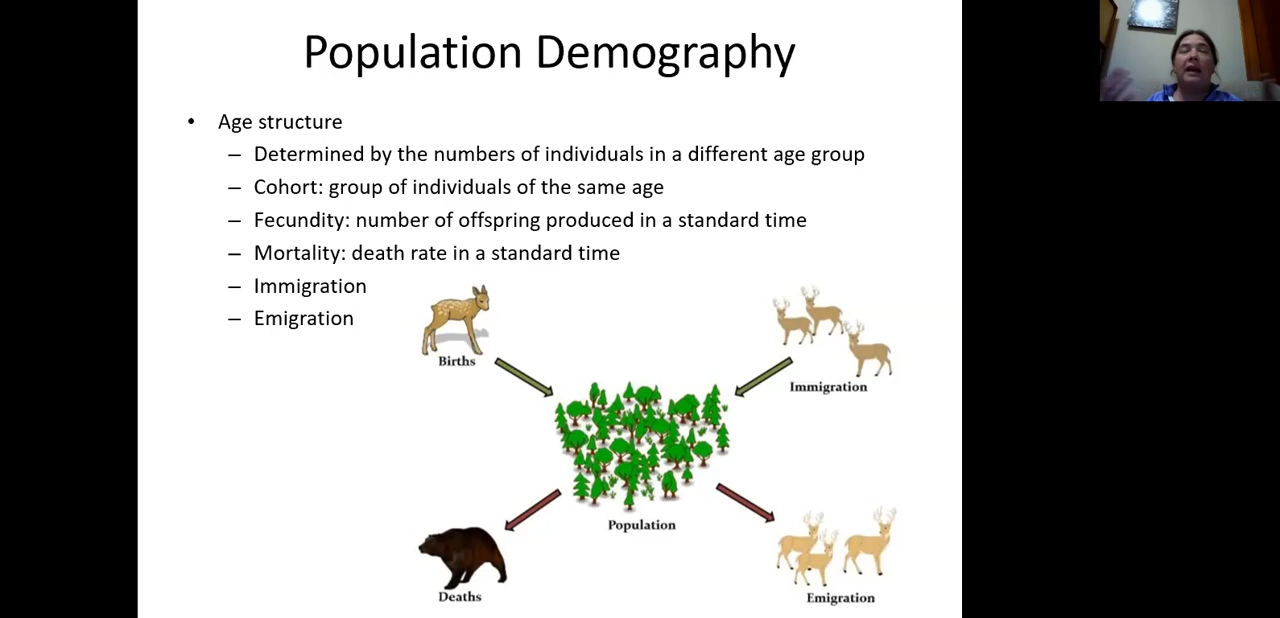 Population Demography
• Age structure
– Determined by the numbers of individuals in a different age group
– Cohort: group of individuals of the same age
– Fecundity: number of offspring produced in a standard time
– Mortality: death rate in a standard time
– Immigration
– Emigration
Births
Immigration
Population
Deaths
Emigration